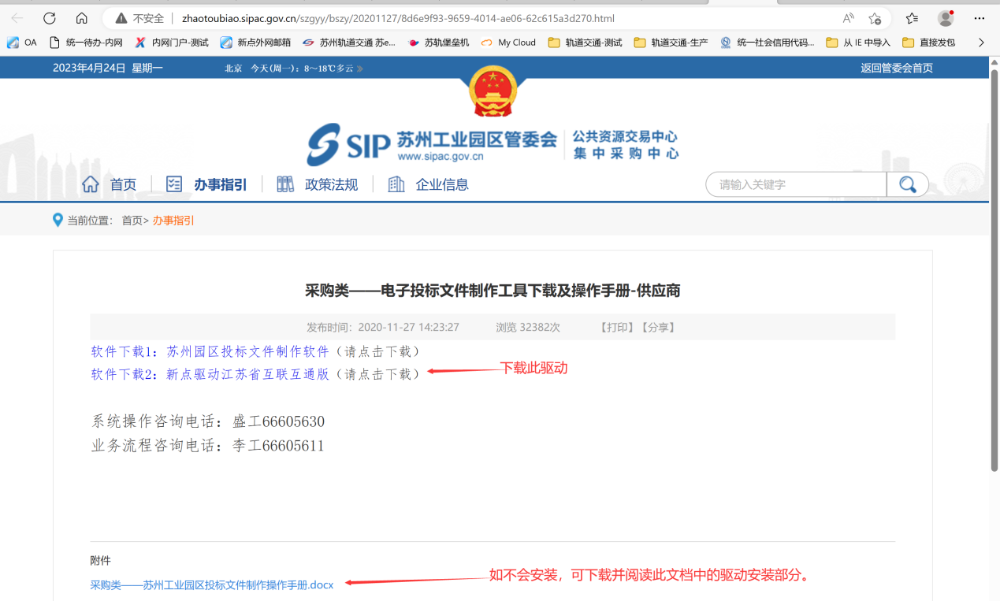 不安全 zhaotoubiao.sipac.gov.cn/szgyy/bszy/20201127/8d6e9f93-9659-4014-ae06-62c615a3d270.html
OA 统一待办-内网 内网门户-测试 新点外网邮箱 苏州轨道交通 苏e... 苏轨堡垒机 My Cloud 轨道交通-测试 轨道交通-生产 统一社会信用代码... 从 IE 中导入 直接发包
2023年4月24日 星期一 北京 今天(周一)：8～18℃多云 返回管委会首页
SIP 苏州工业园区管委会 公共资源交易中心
www.sipac.gov.cn 集中采购中心
首页 办事指引 政策法规 企业信息 请输入关键字
当前位置： 首页> 办事指引
采购类——电子投标文件制作工具下载及操作手册-供应商
发布时间：2020-11-27 14:23:27 浏览 32382次 【打印】【分享】
软件下载1：苏州园区投标文件制作软件（请点击下载）
软件下载2：新点驱动江苏省互联互通版（请点击下载） 下载此驱动
系统操作咨询电话：盛工66605630
业务流程咨询电话：李工66605611
附件
采购类——苏州工业园区投标文件制作操作手册.docx 如不会安装，可下载并阅读此文档中的驱动安装部分。